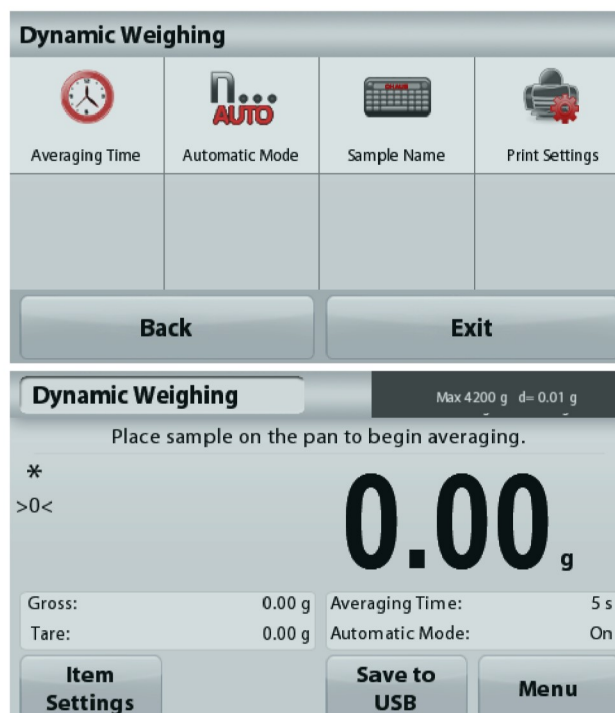 Dynamic Weighing
n...
AUTO
Averaging Time
Automatic Mode
Sample Name
Print Settings
Back
Exit
Dynamic Weighing
Max 4200 g d= 0.01 g
Place sample on the pan to begin averaging.
*
>0<
0.00 g
Gross: 0.00 g
Averaging Time: 5 s
Tare: 0.00 g
Automatic Mode: On
Item
Settings
Save to
USB
Menu